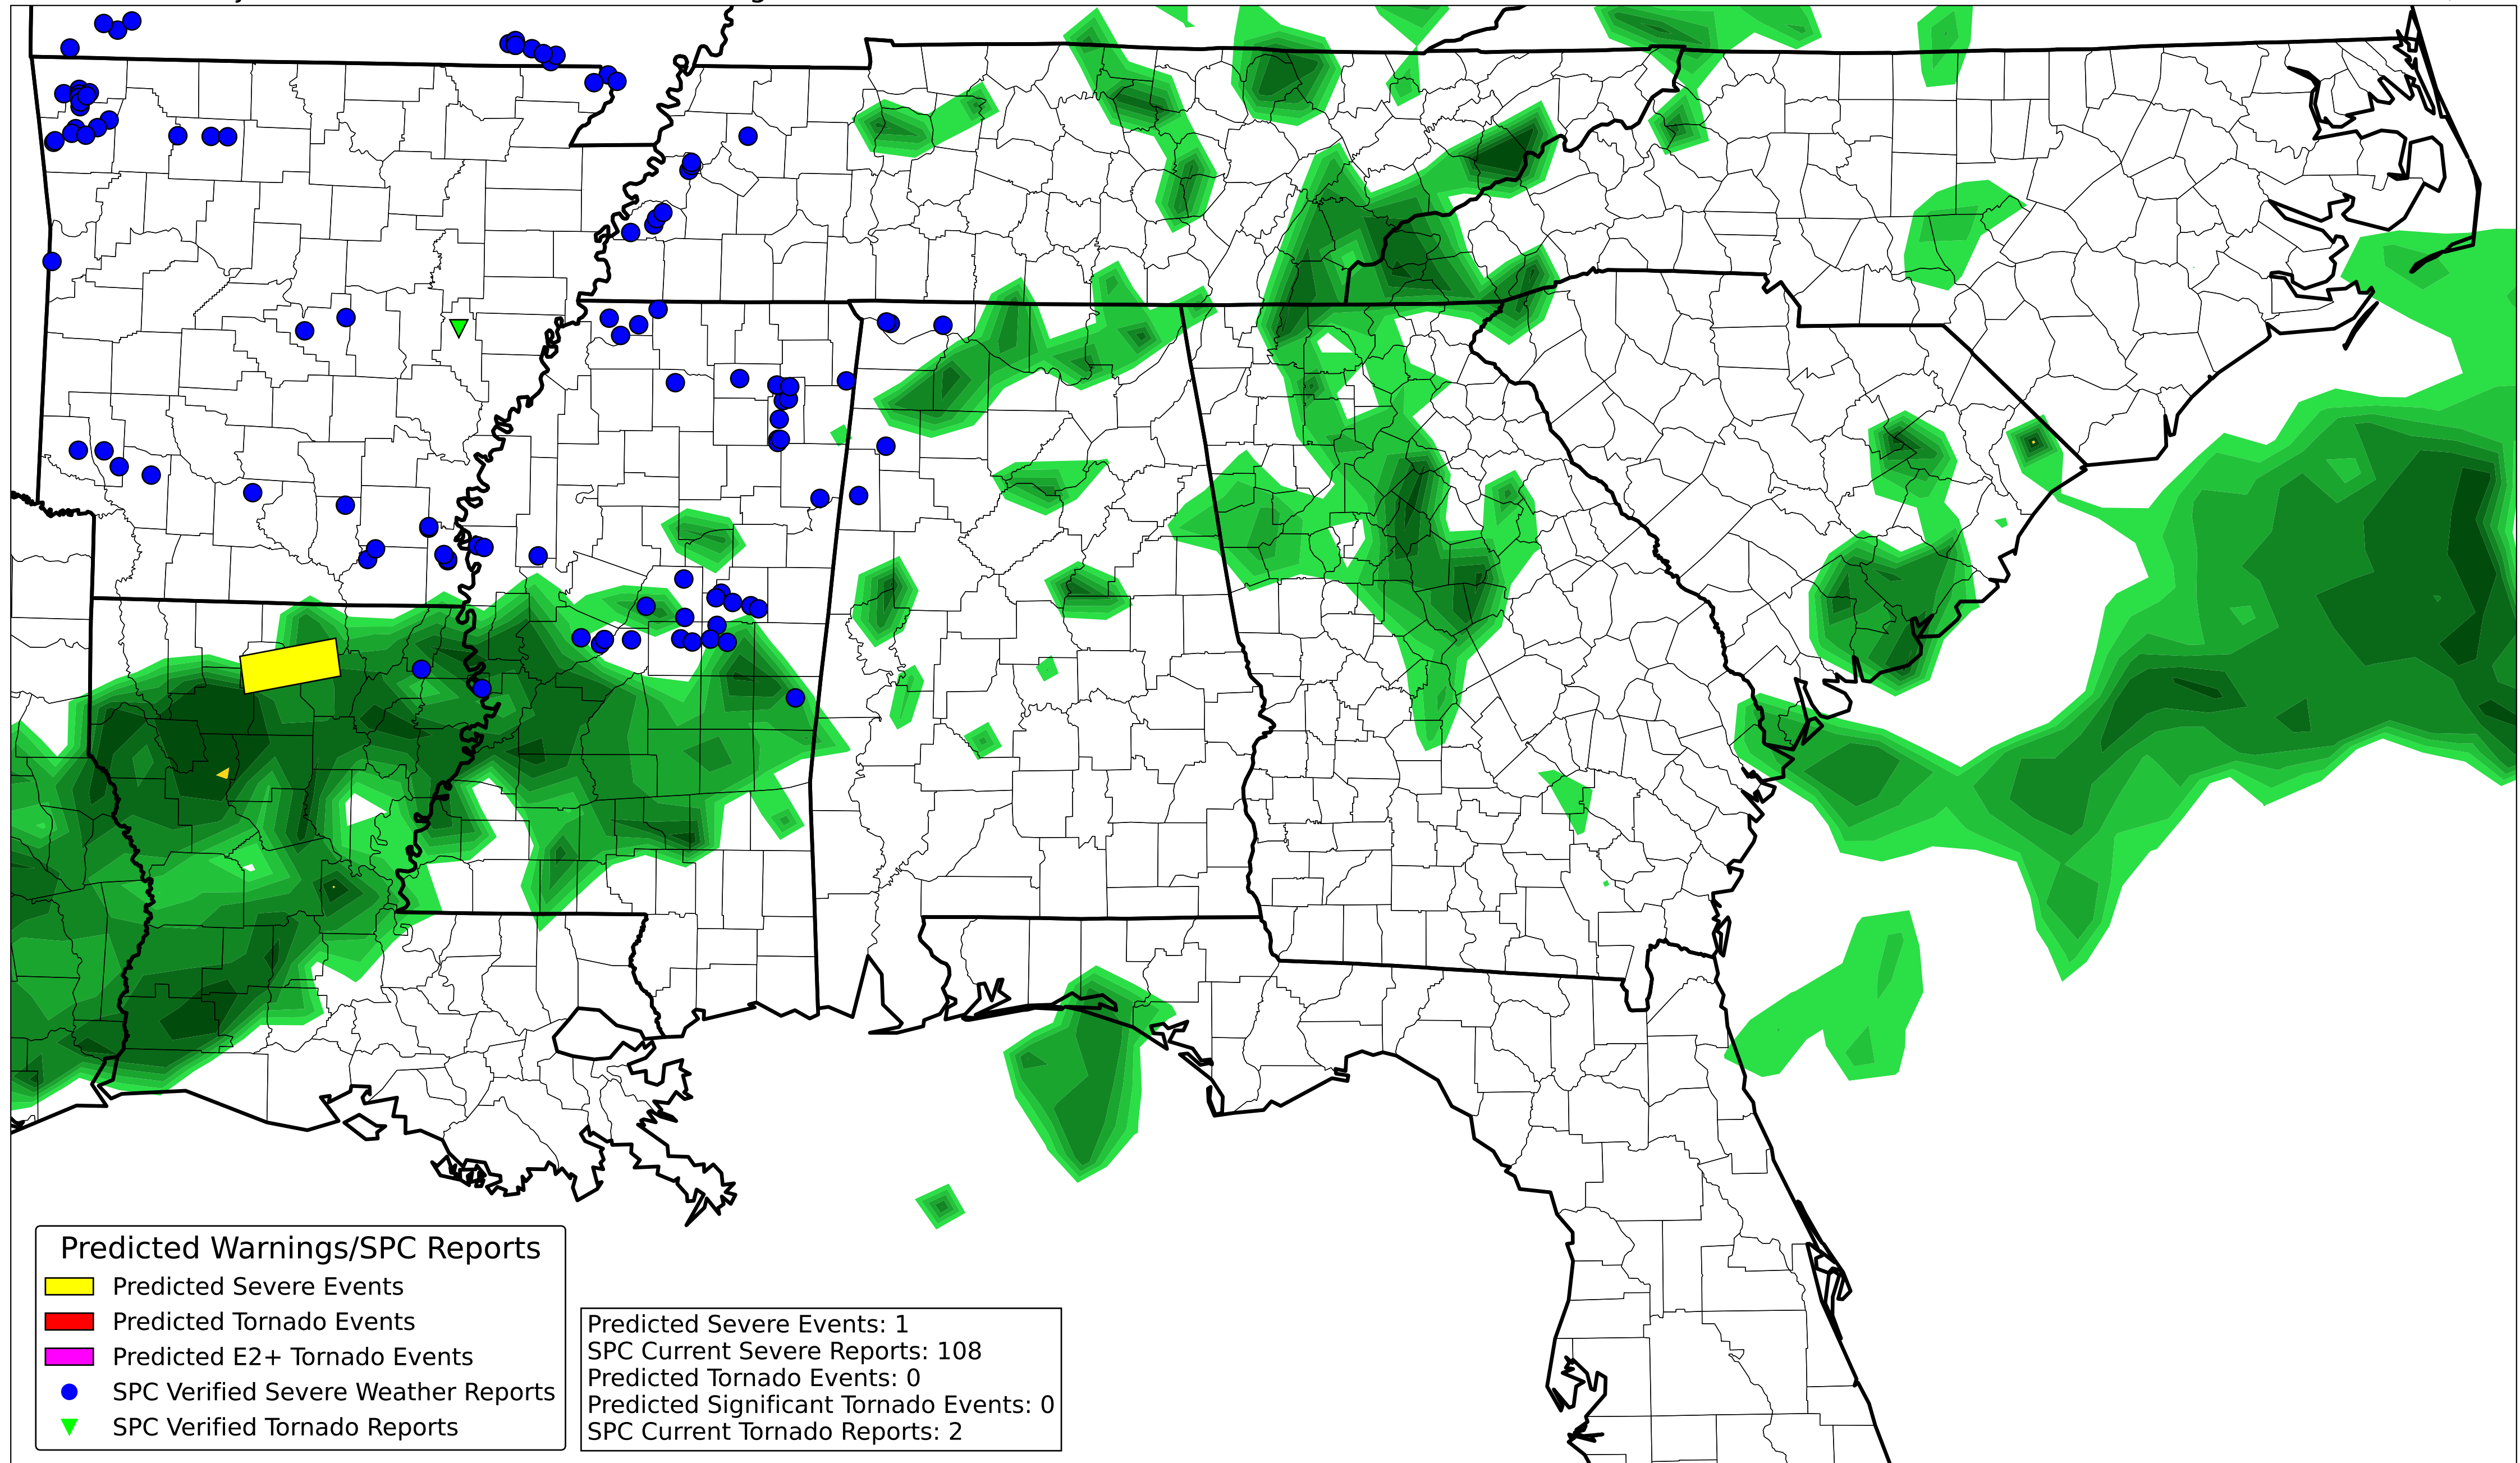 Predicted Warnings/SPC Reports
Predicted Severe Events
Predicted Tornado Events
Predicted E2+ Tornado Events
SPC Verified Severe Weather Reports
SPC Verified Tornado Reports
Predicted Severe Events: 1
SPC Current Severe Reports: 108
Predicted Tornado Events: 0
Predicted Significant Tornado Events: 0
SPC Current Tornado Reports: 2